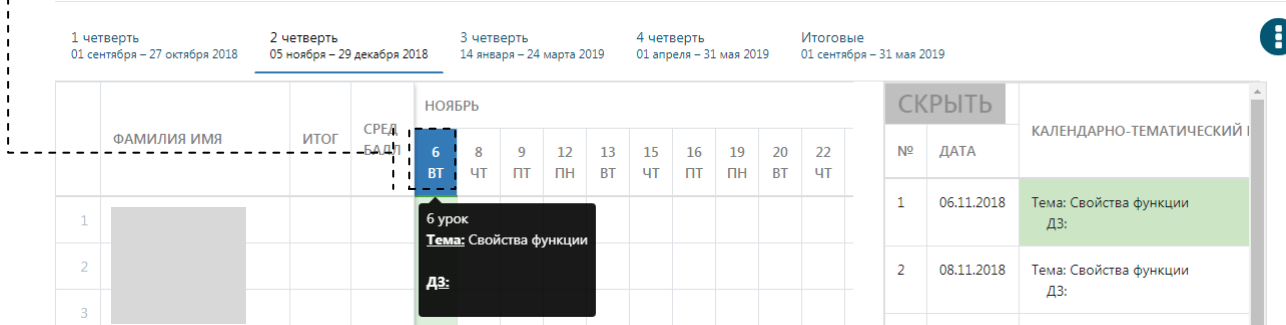 1 четверть
01 сентября – 27 октября 2018
2 четверть
05 ноября – 29 декабря 2018
3 четверть
14 января – 24 марта 2019
4 четверть
01 апреля – 31 мая 2019
Итоговые
01 сентября – 31 мая 2019
ФАМИЛИЯ ИМЯ
ИТОГ
СРЕД
БАЛЛ
НОЯБРЬ
6 8 9 12 13 15 16 19 20 22
ВТ ЧТ ПТ ПН ВТ ЧТ ПТ ПН ВТ ЧТ
1
2
3
6 урок
Тема: Свойства функции
ДЗ:
СКРЫТЬ
№ ДАТА
КАЛЕНДАРНО-ТЕМАТИЧЕСКИЙ
1 06.11.2018 Тема: Свойства функции
ДЗ:
2 08.11.2018 Тема: Свойства функции
ДЗ: